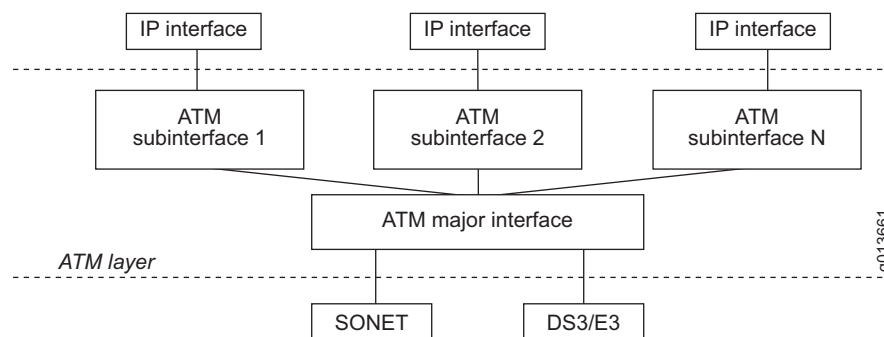 IP interface
IP interface
IP interface
ATM
subinterface 1
ATM
subinterface 2
ATM
subinterface N
ATM major interface
ATM layer
g013661
SONET
DS3/E3